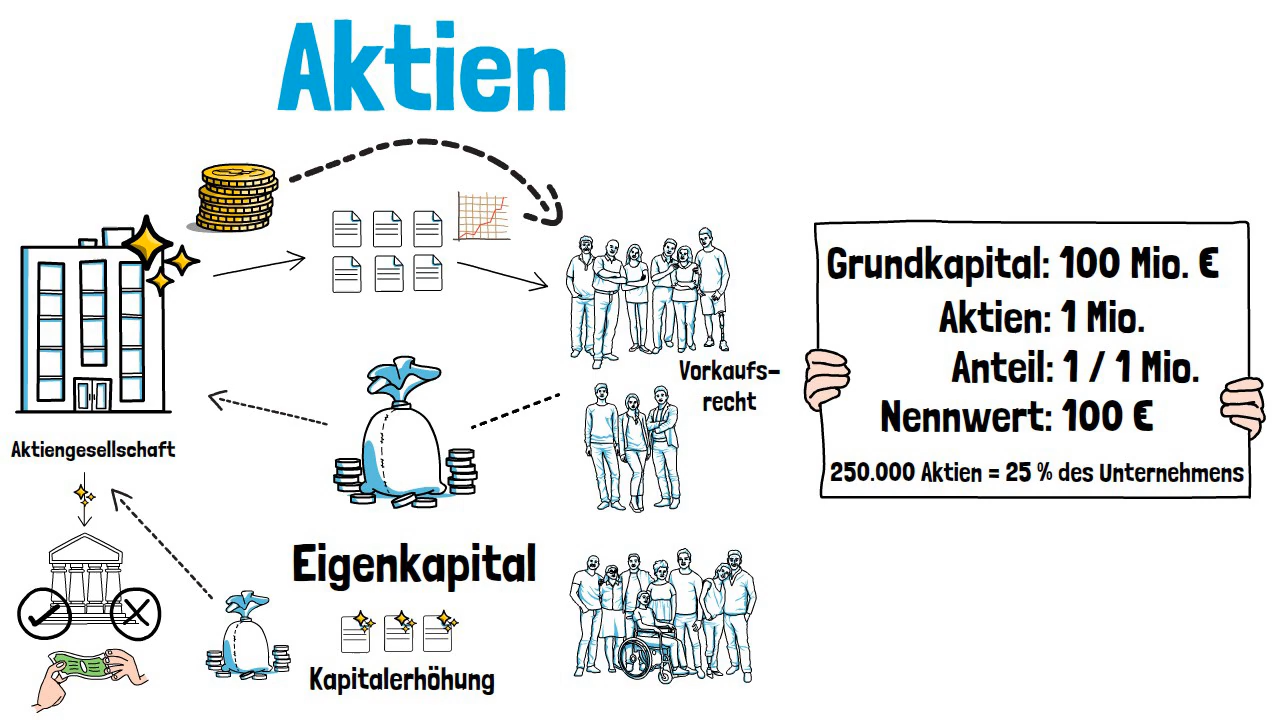 Aktien
Vorkaufs-
recht
Aktiengesellschaft
Eigenkapital
Kapitalerhöhung
Grundkapital: 100 Mio. €
Aktien: 1 Mio.
Anteil: 1 / 1 Mio.
Nennwert: 100 €
250.000 Aktien = 25 % des Unternehmens